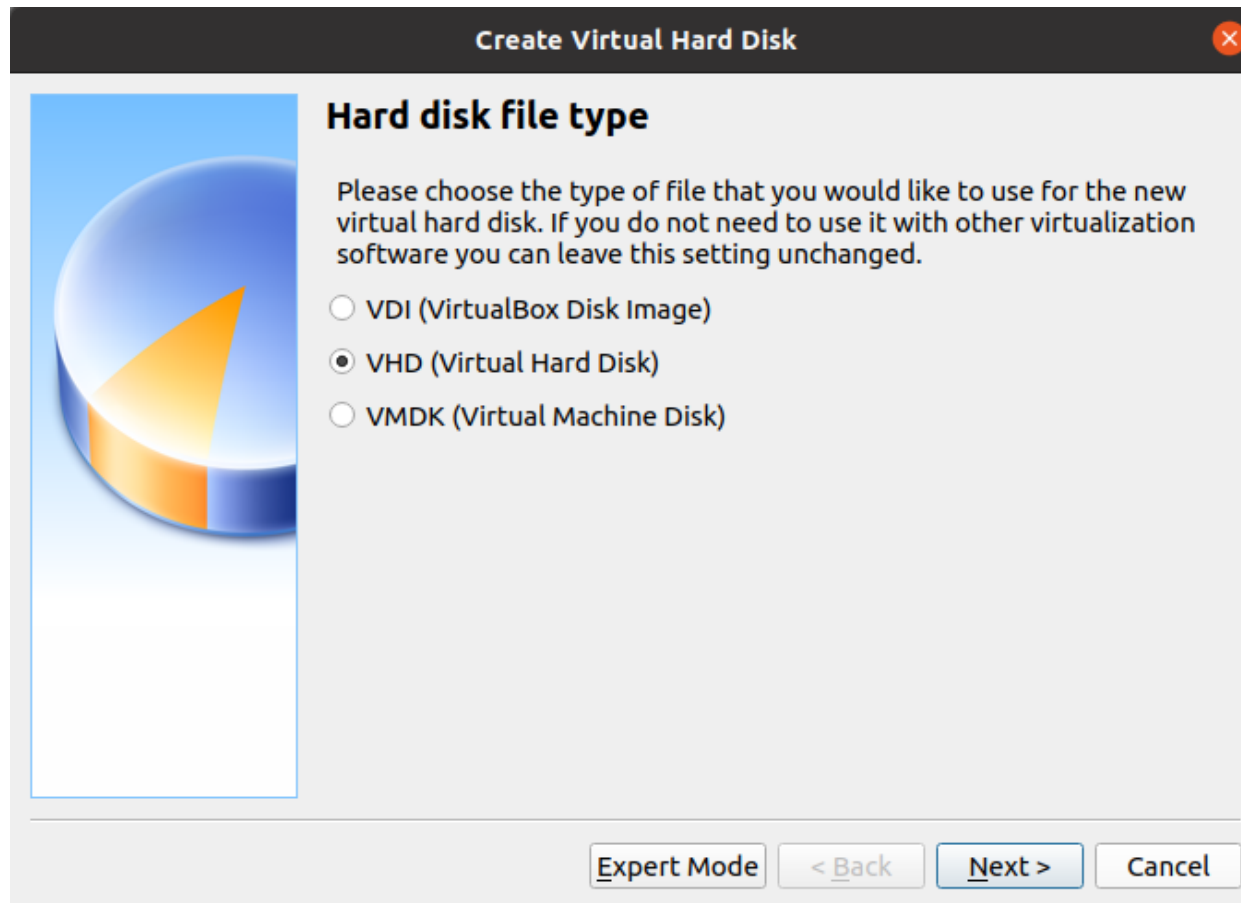 Create Virtual Hard Disk
Hard disk file type
Please choose the type of file that you would like to use for the new
virtual hard disk. If you do not need to use it with other virtualization
software you can leave this setting unchanged.
VDI (VirtualBox Disk Image)
VHD (Virtual Hard Disk)
VMDK (Virtual Machine Disk)
Expert Mode < Back Next > Cancel